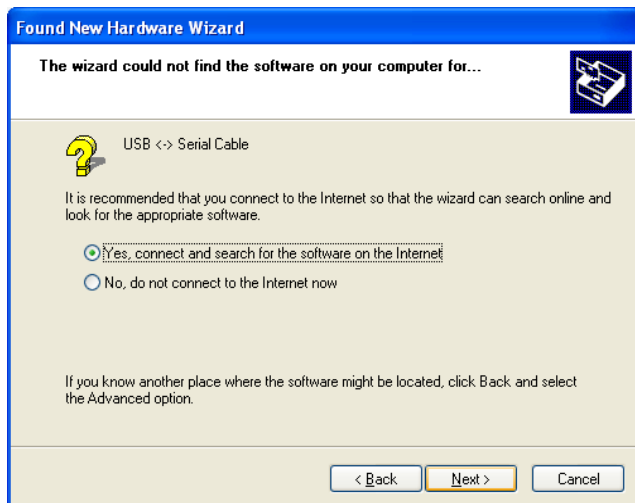 Found New Hardware Wizard
The wizard could not find the software on your computer for...
USB <-> Serial Cable
It is recommended that you connect to the Internet so that the wizard can search online and
look for the appropriate software.
Yes, connect and search for the software on the Internet
No, do not connect to the Internet now
If you know another place where the software might be located, click Back and select
the Advanced option.
< Back
Next >
Cancel